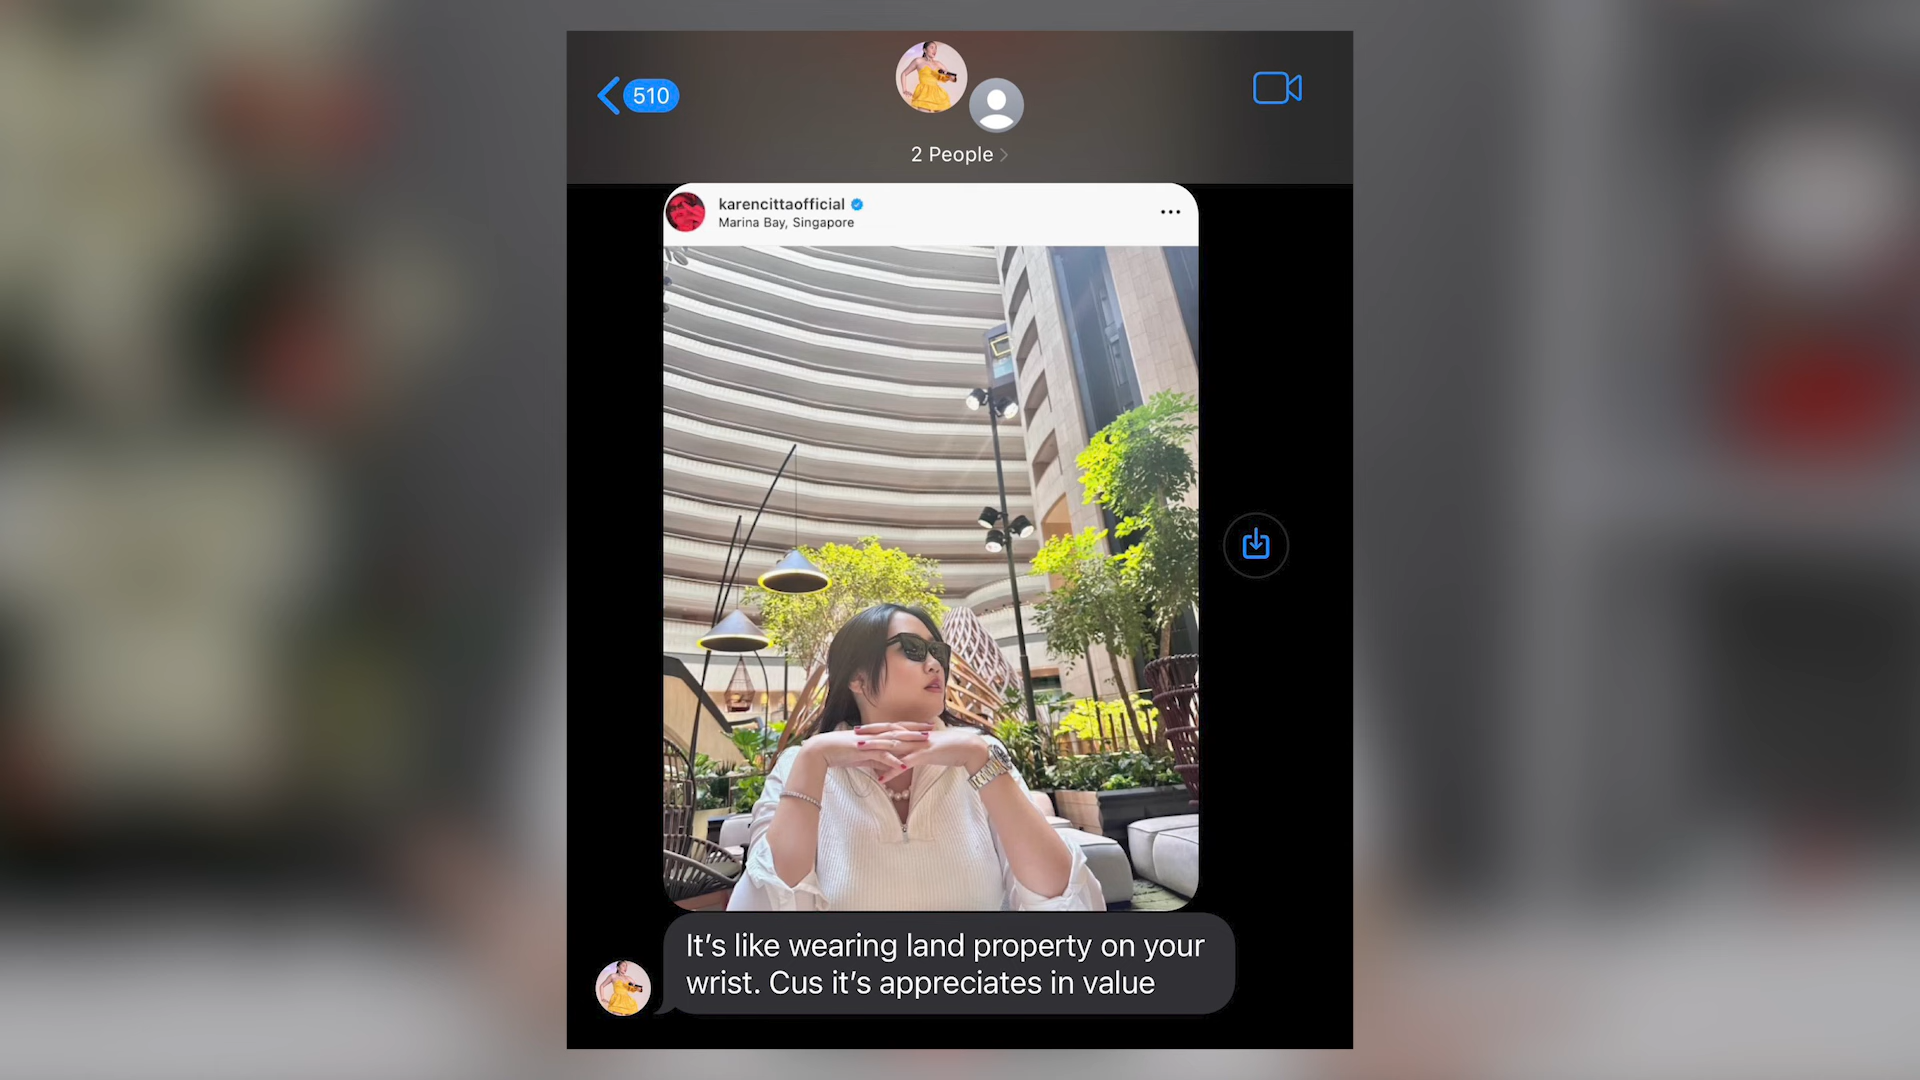 510
2 People
karencittaofficial
Marina Bay, Singapore
It’s like wearing land property on your
wrist. Cus it’s appreciates in value